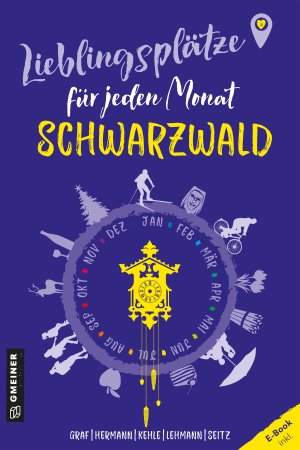 Lieblingsplätze
für jeden Monat
SCHWARZWALD
JAN
FEB
MÄR
APR
MAI
JUN
JUL
AUG
SEP
OKT
NOV
DEZ
GMEINER
GRAF|HERMANN|KEHLE|LEHMANN|SEITZ
E-Book
inkl.